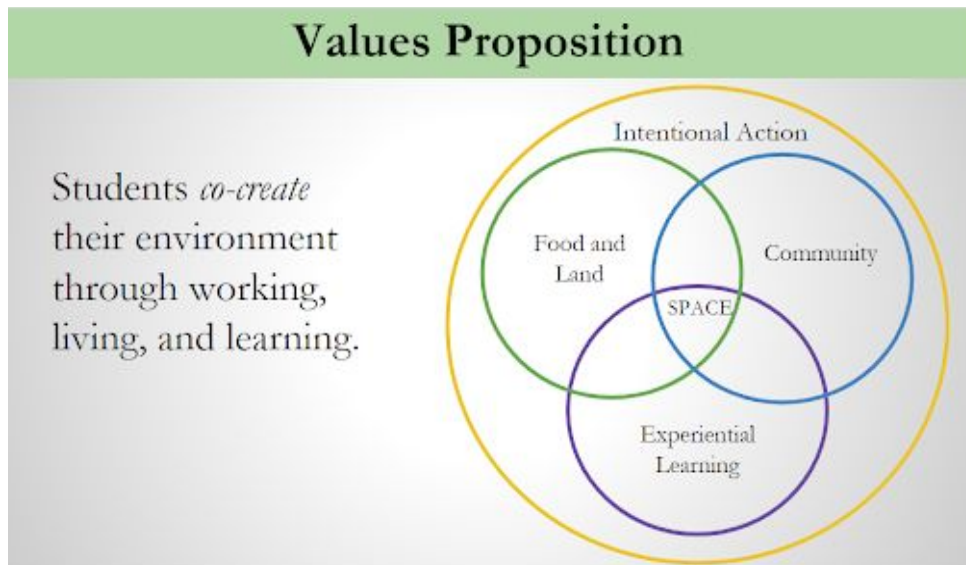 Values Proposition
Students co-create
their environment
through working,
living, and learning.
Intentional Action
Food and
Land
Community
SPACE
Experiential
Learning